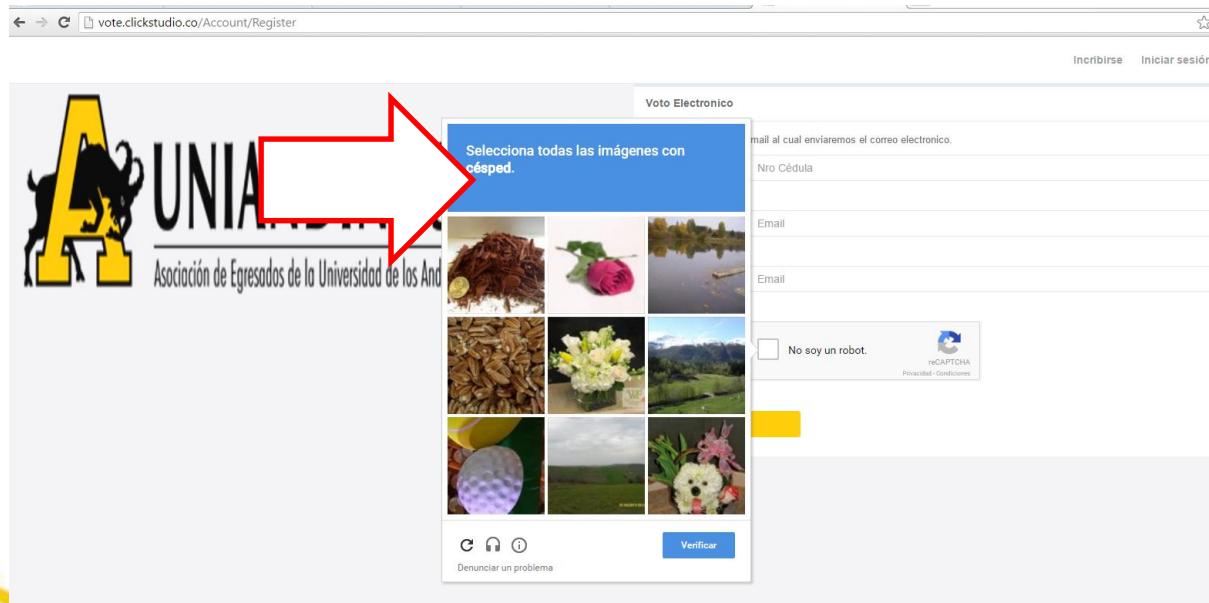 vote.clickstudio.co/Account/Register
Incribirse Iniciar sesión
Voto Electronico
UNIA
Asociación de Egresados de la Universidad de los And
Selecciona todas las imágenes con
césped.
mail al cual enviaremos el correo electronico.
Nro Cédula
Email
Email
No soy un robot.
reCAPTCHA
Privacidad - Condiciones
Verificar
Denunciar un problema